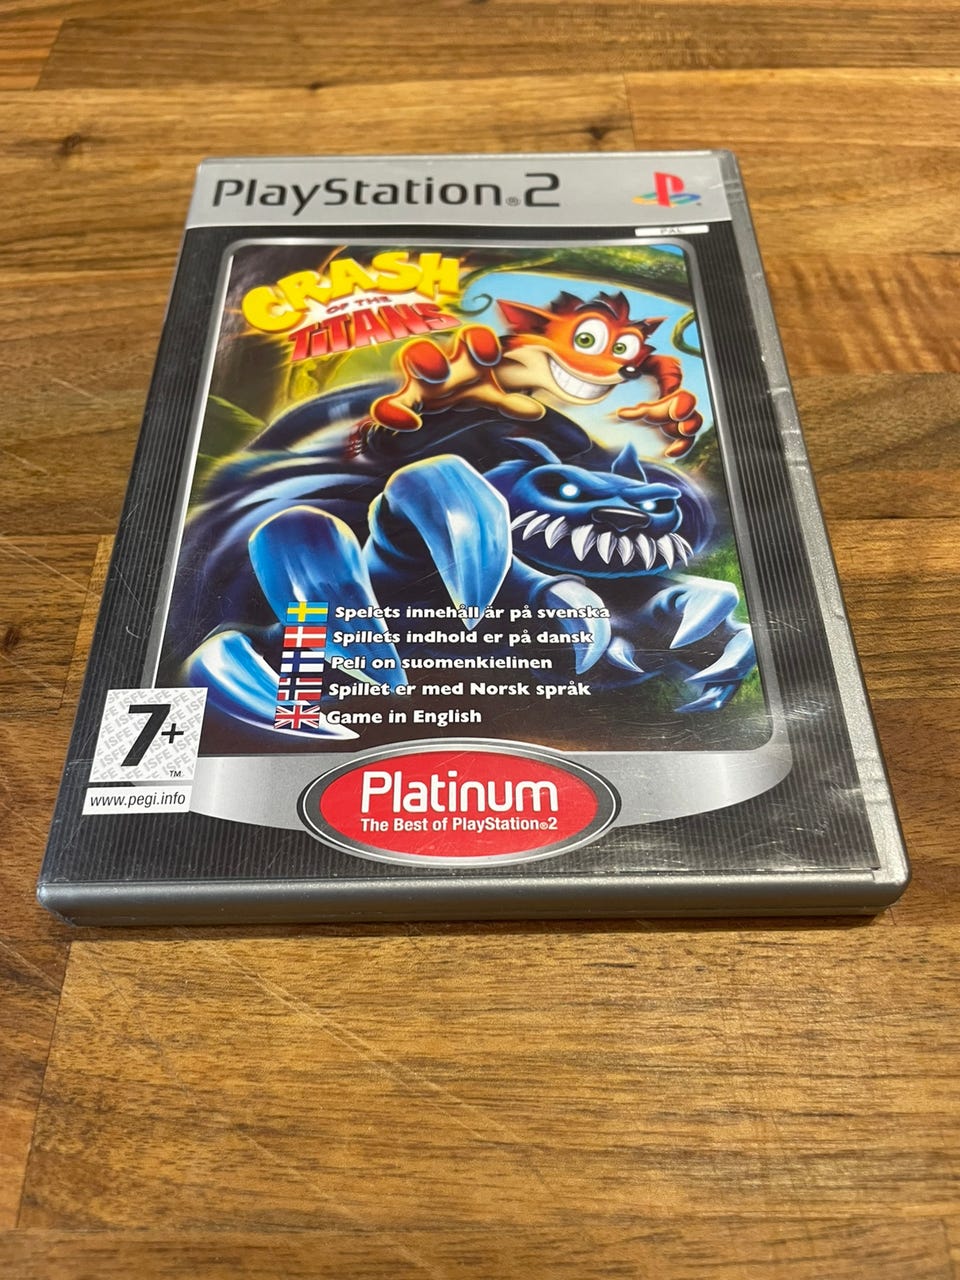 PlayStation®2
PAL
CRASH
OF THE
TITANS
Spelets innehåll är på svenska
Spillets indhold er på dansk
Peli on suomenkielinen
Spillet er med Norsk språk
Game in English
7+
TM
www.pegi.info
Platinum
The Best of PlayStation®2